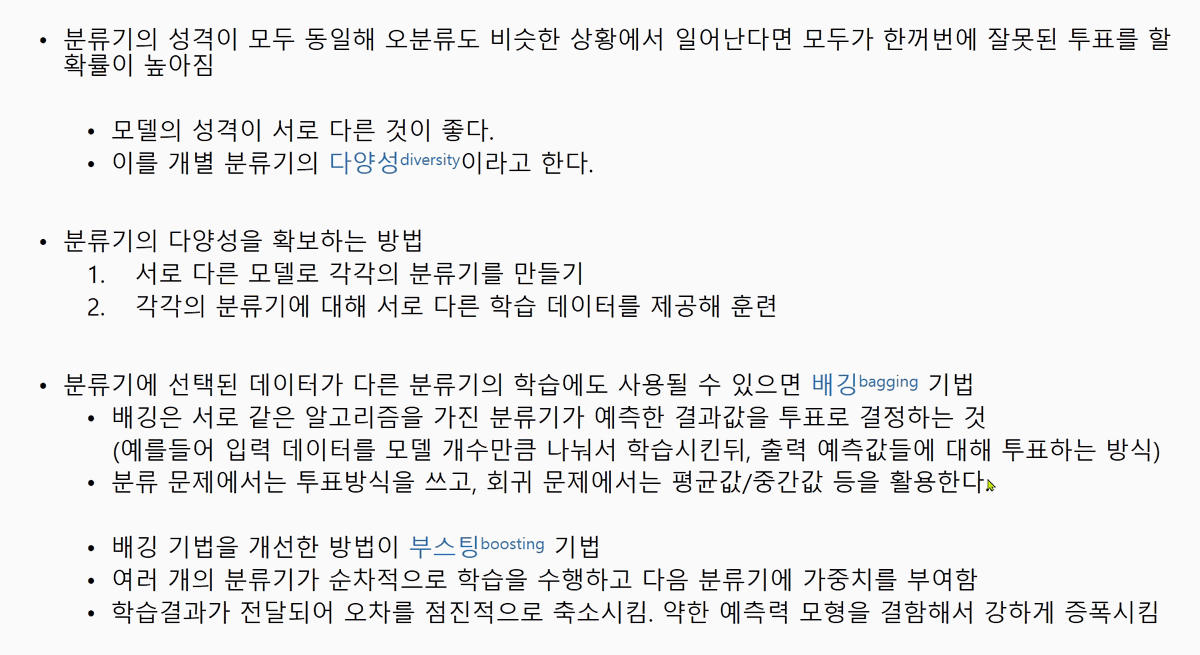 • 분류기의 성격이 모두 동일해 오분류도 비슷한 상황에서 일어난다면 모두가 한꺼번에 잘못된 투표를 할
확률이 높아짐
• 모델의 성격이 서로 다른 것이 좋다.
• 이를 개별 분류기의 다양성diversity이라고 한다.
• 분류기의 다양성을 확보하는 방법
1. 서로 다른 모델로 각각의 분류기를 만들기
2. 각각의 분류기에 대해 서로 다른 학습 데이터를 제공해 훈련
• 분류기에 선택된 데이터가 다른 분류기의 학습에도 사용될 수 있으면 배깅bagging 기법
• 배깅은 서로 같은 알고리즘을 가진 분류기가 예측한 결과값을 투표로 결정하는 것
(예를들어 입력 데이터를 모델 개수만큼 나눠서 학습시킨뒤, 출력 예측값들에 대해 투표하는 방식)
• 분류 문제에서는 투표방식을 쓰고, 회귀 문제에서는 평균값/중간값 등을 활용한다.
• 배깅 기법을 개선한 방법이 부스팅boosting 기법
• 여러 개의 분류기가 순차적으로 학습을 수행하고 다음 분류기에 가중치를 부여함
• 학습결과가 전달되어 오차를 점진적으로 축소시킴. 약한 예측력 모형을 결함해서 강하게 증폭시킴